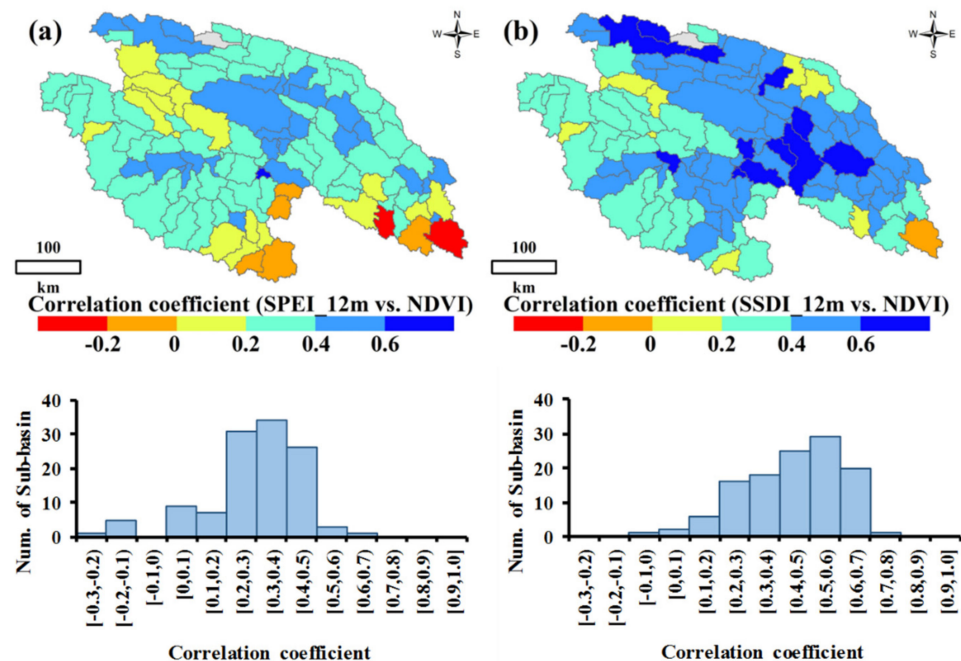 (a)
N
W E
S
100
km
Correlation coefficient (SPEI_12m vs. NDVI)
-0.2 0 0.2 0.4 0.6
(b)
N
W E
S
100
km
Correlation coefficient (SSDI_12m vs. NDVI)
-0.2 0 0.2 0.4 0.6
Num. of Sub-basin
40
30
20
10
0
[-0.3,-0.2)
[-0.2,-0.1)
[-0.1,0)
[0,0.1)
[0.1,0.2)
[0.2,0.3)
[0.3,0.4)
[0.4,0.5)
[0.5,0.6)
[0.6,0.7)
[0.7,0.8)
[0.8,0.9)
[0.9,1.0]
Correlation coefficient
Num. of Sub-basin
40
30
20
10
0
[-0.3,-0.2)
[-0.2,-0.1)
[-0.1,0)
[0,0.1)
[0.1,0.2)
[0.2,0.3)
[0.3,0.4)
[0.4,0.5)
[0.5,0.6)
[0.6,0.7)
[0.7,0.8)
[0.8,0.9)
[0.9,1.0]
Correlation coefficient